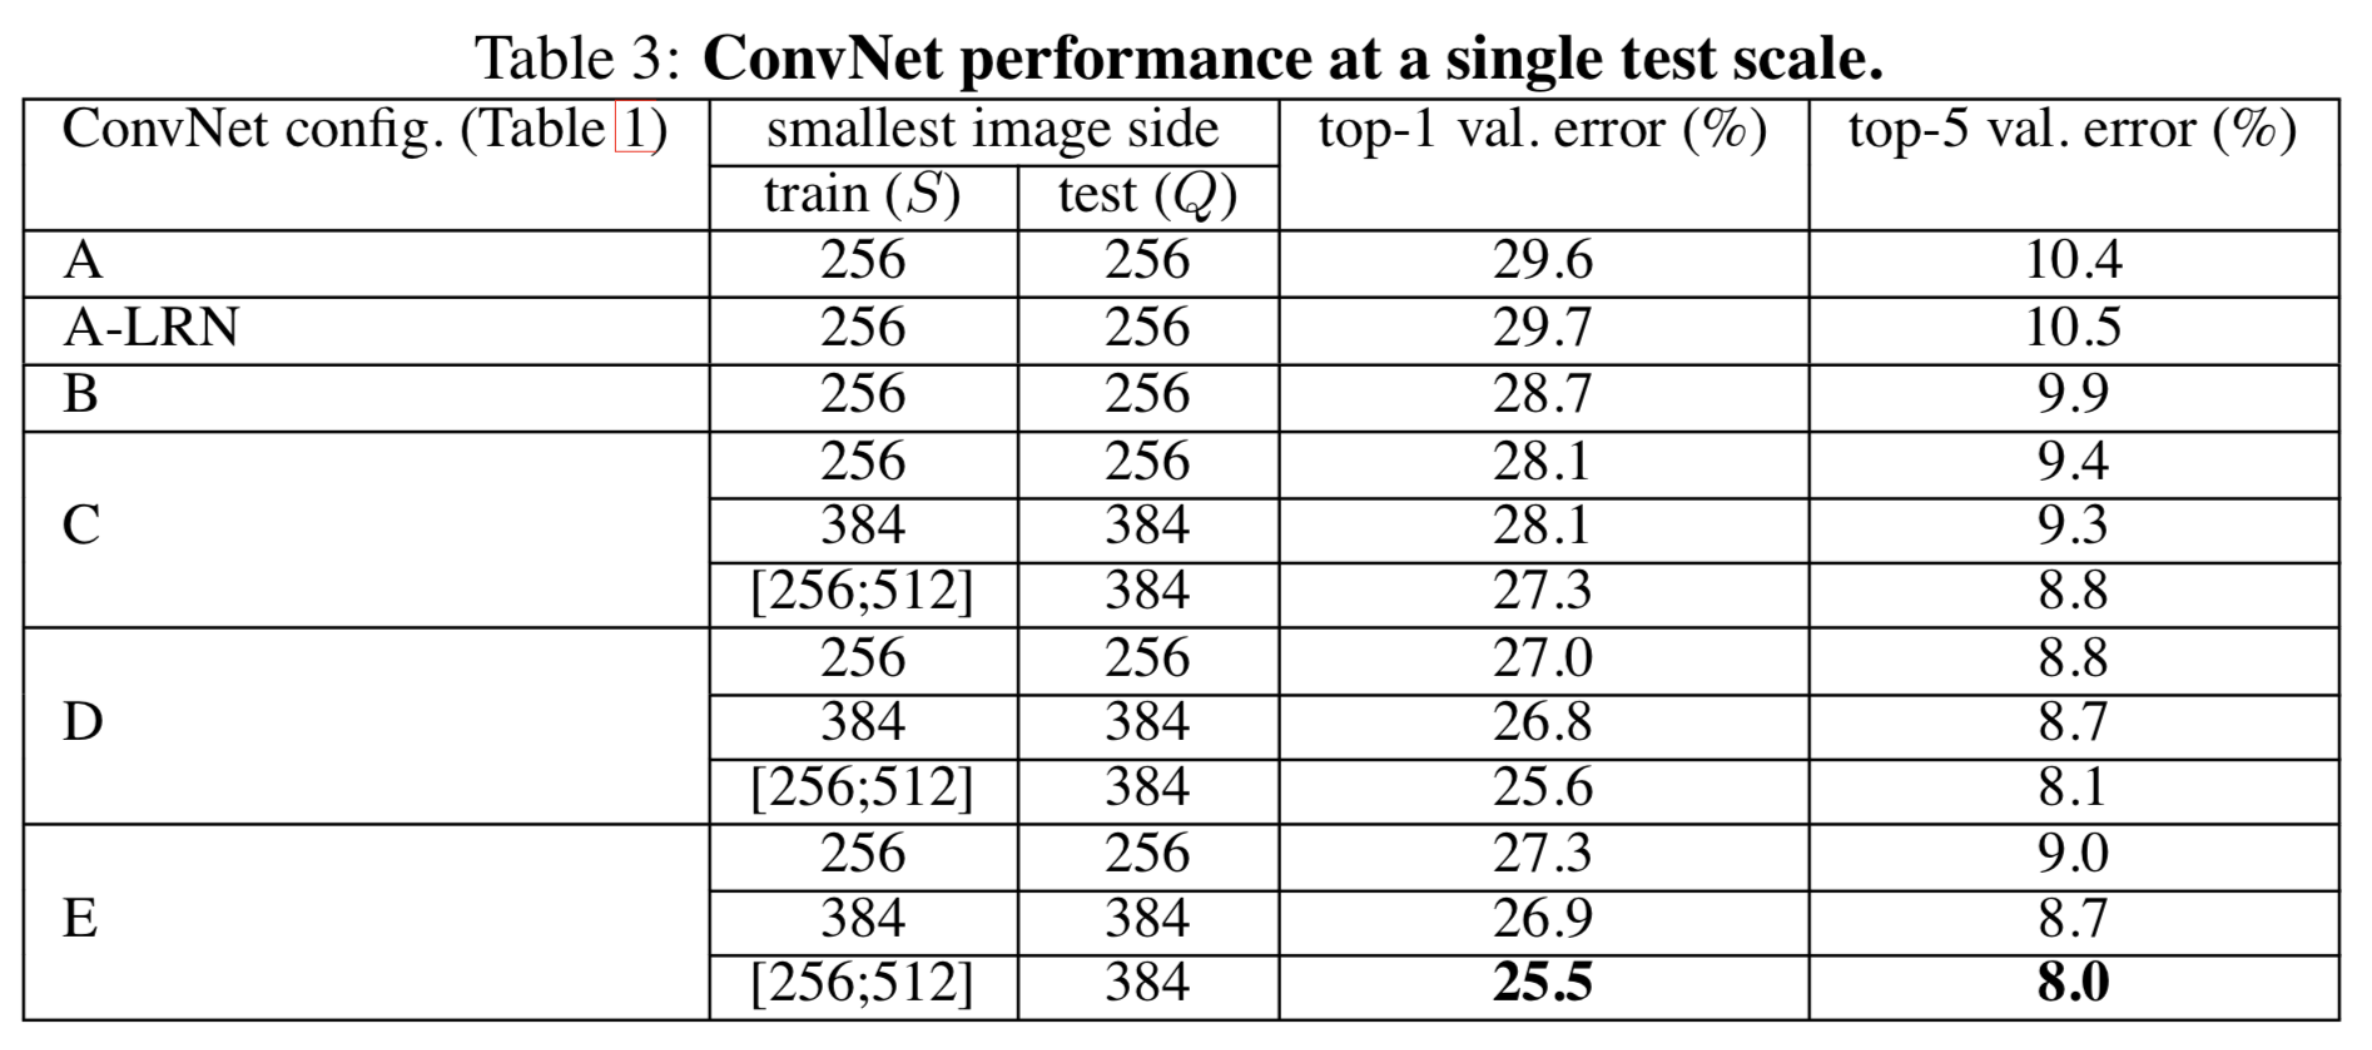 Table 3: ConvNet performance at a single test scale.
ConvNet config. (Table 1) smallest image side top-1 val. error (%) top-5 val. error (%)
train (S) test (Q)
A 256 256 29.6 10.4
A-LRN 256 256 29.7 10.5
B 256 256 28.7 9.9
256 256 28.1 9.4
C 384 384 28.1 9.3
[256;512] 384 27.3 8.8
256 256 27.0 8.8
D 384 384 26.8 8.7
[256;512] 384 25.6 8.1
256 256 27.3 9.0
E 384 384 26.9 8.7
[256;512] 384 25.5 8.0